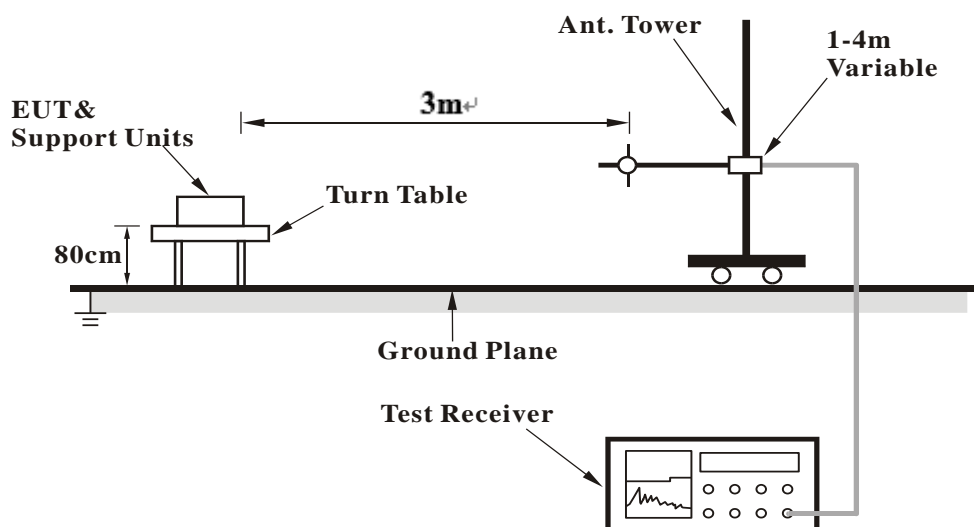 Ant. Tower
1-4m
Variable
3m↵
EUT&
Support Units
Turn Table
80cm
Ground Plane
Test Receiver